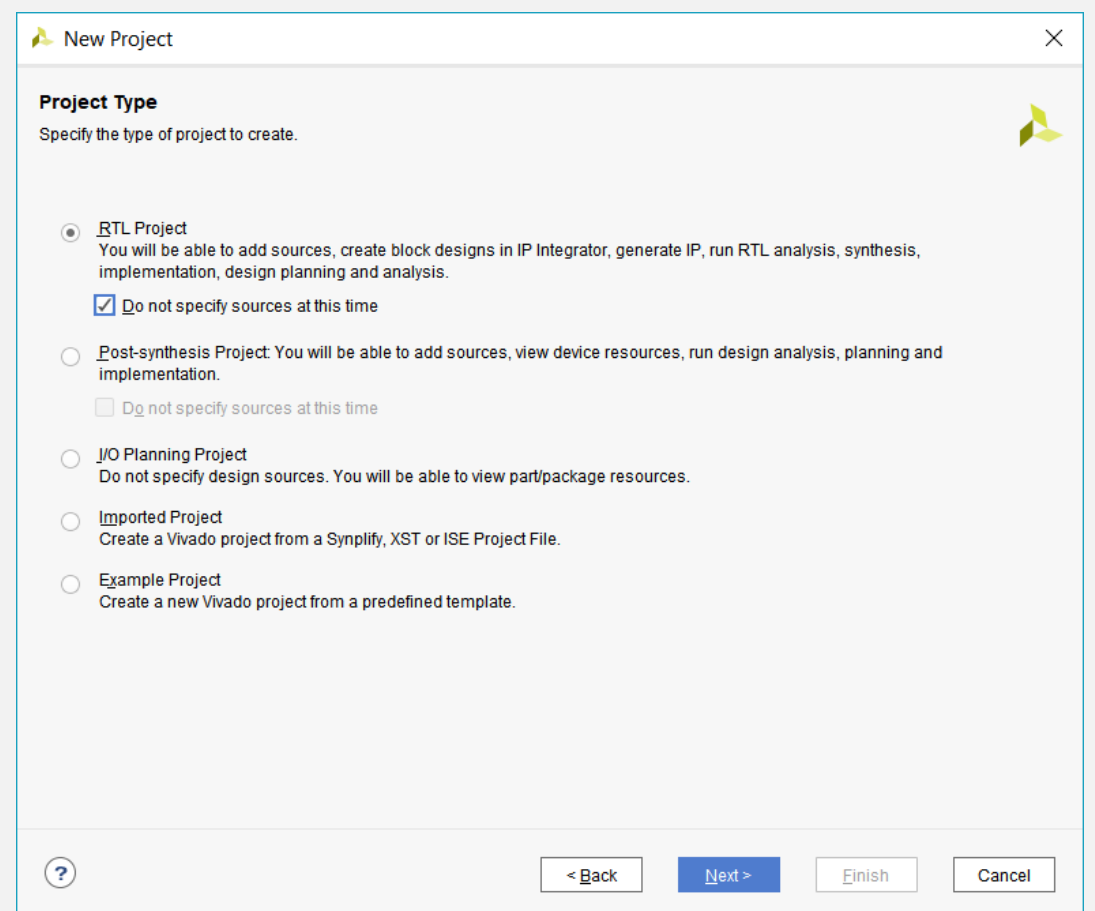 New Project
Project Type
Specify the type of project to create.
RTL Project
You will be able to add sources, create block designs in IP Integrator, generate IP, run RTL analysis, synthesis,
implementation, design planning and analysis.
Do not specify sources at this time
Post-synthesis Project: You will be able to add sources, view device resources, run design analysis, planning and
implementation.
Do not specify sources at this time
I/O Planning Project
Do not specify design sources. You will be able to view part/package resources.
Imported Project
Create a Vivado project from a Synplify, XST or ISE Project File.
Example Project
Create a new Vivado project from a predefined template.
? < Back Next > Finish Cancel